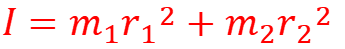 I = m₁r₁² + m₂r₂²